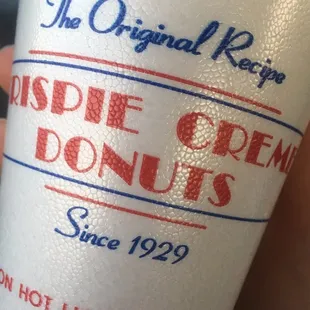 The Original Recipe
RISPIE CREME
DONUTS
Since 1929
ON HOT